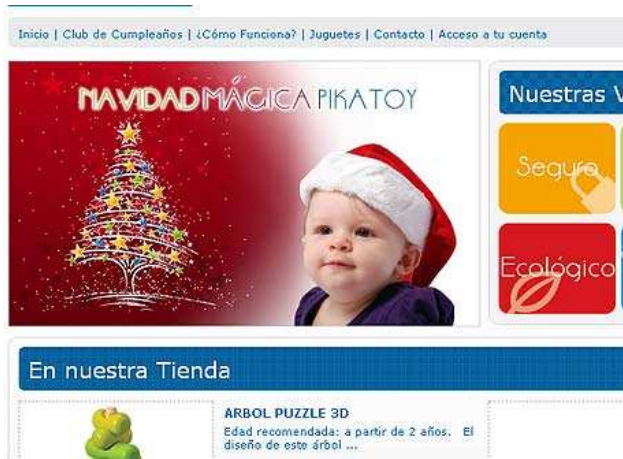 Inicio | Club de Cumpleaños | ¿Cómo Funciona? | Juguetes | Contacto | Acceso a tu cuenta
NAVIDAD MÁGICA PIKATOY
Nuestras V
Seguro
Ecológico
En nuestra Tienda
ARBOL PUZZLE 3D
Edad recomendada: a partir de 2 años. El
diseño de este árbol ...